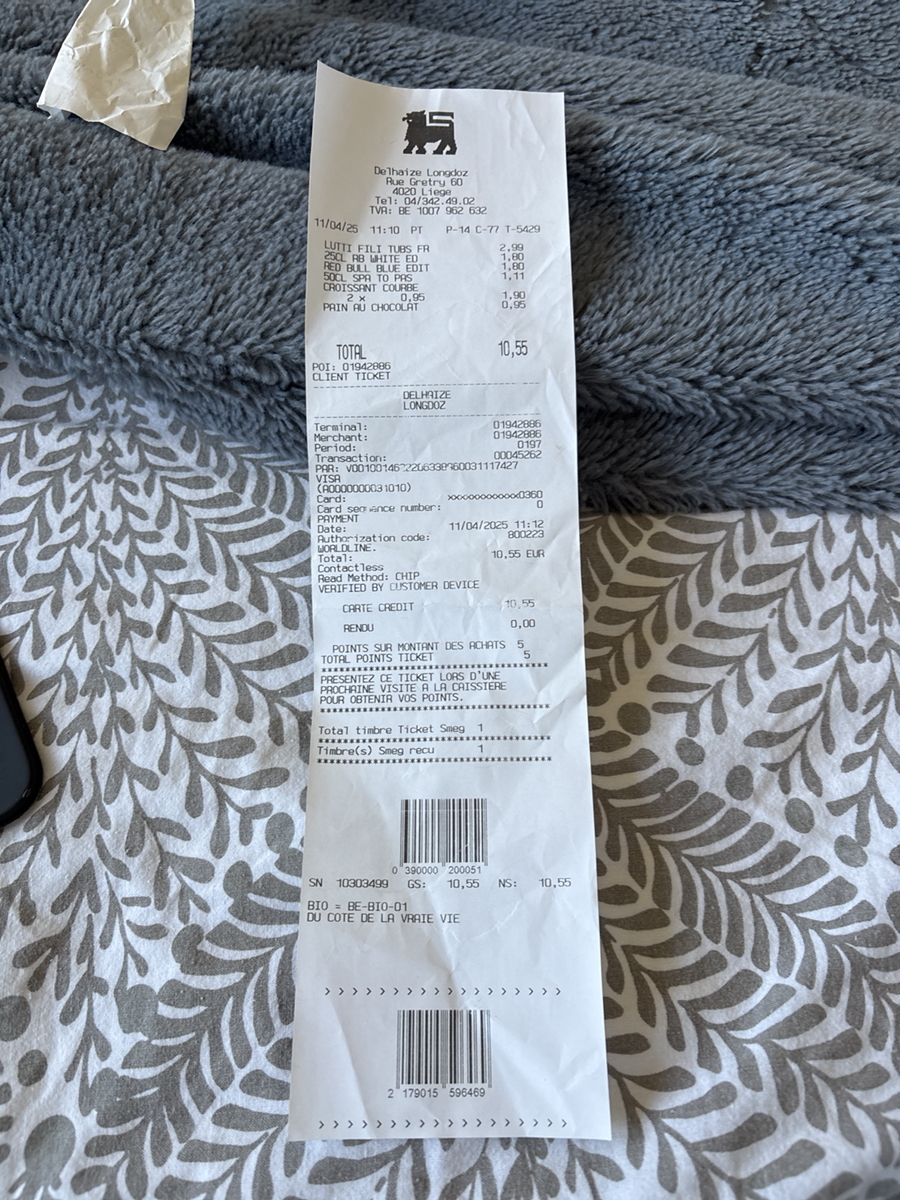 Delhaize Longdoz
Rue Gretry 60
4020 Liege
Tel: 04/342.49.02
TVA: BE 1007 962 632
11/04/25 11:10 PT P-14 C-77 T-5429
LUTTI FILI TUBS FR 2,99
25CL RB WHITE ED 1,80
RED BULL BLUE EDIT 1,80
50CL SPA TO PAS 1,11
CROISSANT COURBE
2 x 0,95 1,90
PAIN AU CHOCOLAT 0,95
TOTAL 10,55
POI: 01942886
CLIENT TICKET
DELHAIZE
LONGDOZ
Terminal: 01942886
Merchant: 01942886
Period: 0197
Transaction: 00045262
PAR:
VISA
(A0000000031010)
Card: xxxxxxxxxxxx0360
Card sequence number: 0
PAYMENT
Date: 11/04/2025 11:12
Authorization code: 800223
WORLDLINE.
Total: 10,55 EUR
Contactless
Read Method: CHIP
VERIFIED BY CUSTOMER DEVICE
CARTE CREDIT 10,55
RENDU 0,00
POINTS SUR MONTANT DES ACHATS 5
TOTAL POINTS TICKET 5
PRESENTEZ CE TICKET LORS D'UNE
PROCHAINE VISITE A LA CAISSIERE
POUR OBTENIR VOS POINTS.
Total timbre Ticket Smeg 1
Timbre(s) Smeg recu 1
0 390000 200051
SN 10303499 GS: 10,55 NS: 10,55
BIO = BE-BIO-01
DU COTE DE LA VRAIE VIE
2 179015 596469